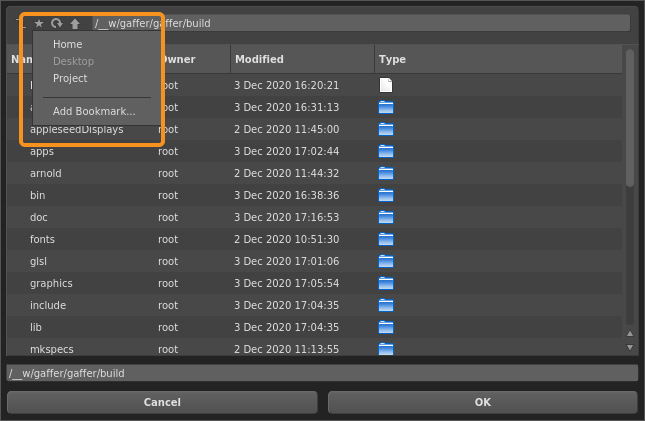 /__w/gaffer/gaffer/build
Home
Desktop
Project
Add Bookmark...
Owner Modified Type
root 3 Dec 2020 16:20:21
root 3 Dec 2020 16:31:13
appleseedDisplays root 2 Dec 2020 11:45:00
apps root 3 Dec 2020 17:02:44
arnold root 2 Dec 2020 11:44:32
bin root 3 Dec 2020 16:38:36
doc root 3 Dec 2020 17:16:53
fonts root 2 Dec 2020 10:51:30
glsl root 3 Dec 2020 17:01:06
graphics root 3 Dec 2020 17:05:54
include root 3 Dec 2020 17:04:35
lib root 3 Dec 2020 17:04:35
mkspecs root 2 Dec 2020 11:13:55
/__w/gaffer/gaffer/build
Cancel OK